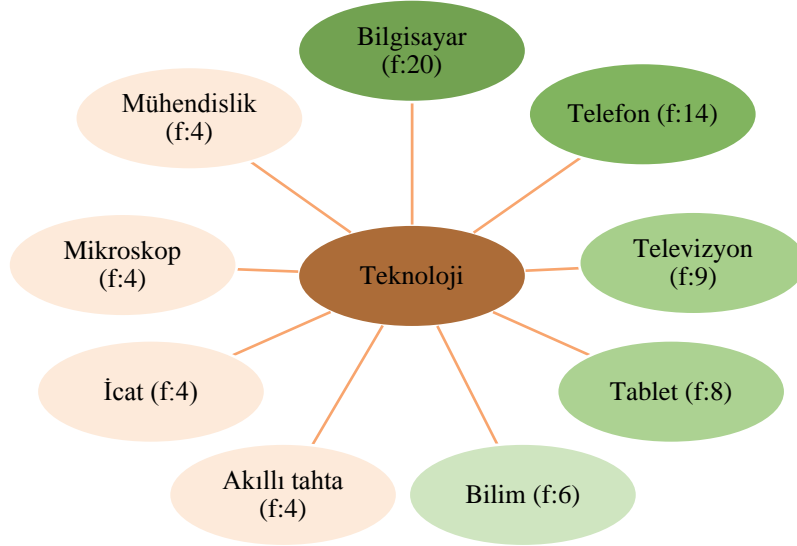 Bilgisayar
(f:20)
Telefon (f:14)
Televizyon
(f:9)
Tablet (f:8)
Bilim (f:6)
Akıllı tahta
(f:4)
İcat (f:4)
Mikroskop
(f:4)
Mühendislik
(f:4)
Teknoloji